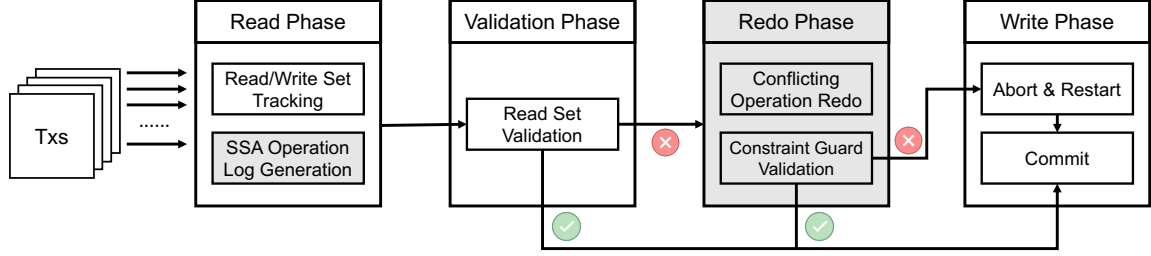 Txs
......
Read Phase
Read/Write Set
Tracking
SSA Operation
Log Generation
Validation Phase
Read Set
Validation
Redo Phase
Conflicting
Operation Redo
Constraint Guard
Validation
Write Phase
Abort & Restart
Commit